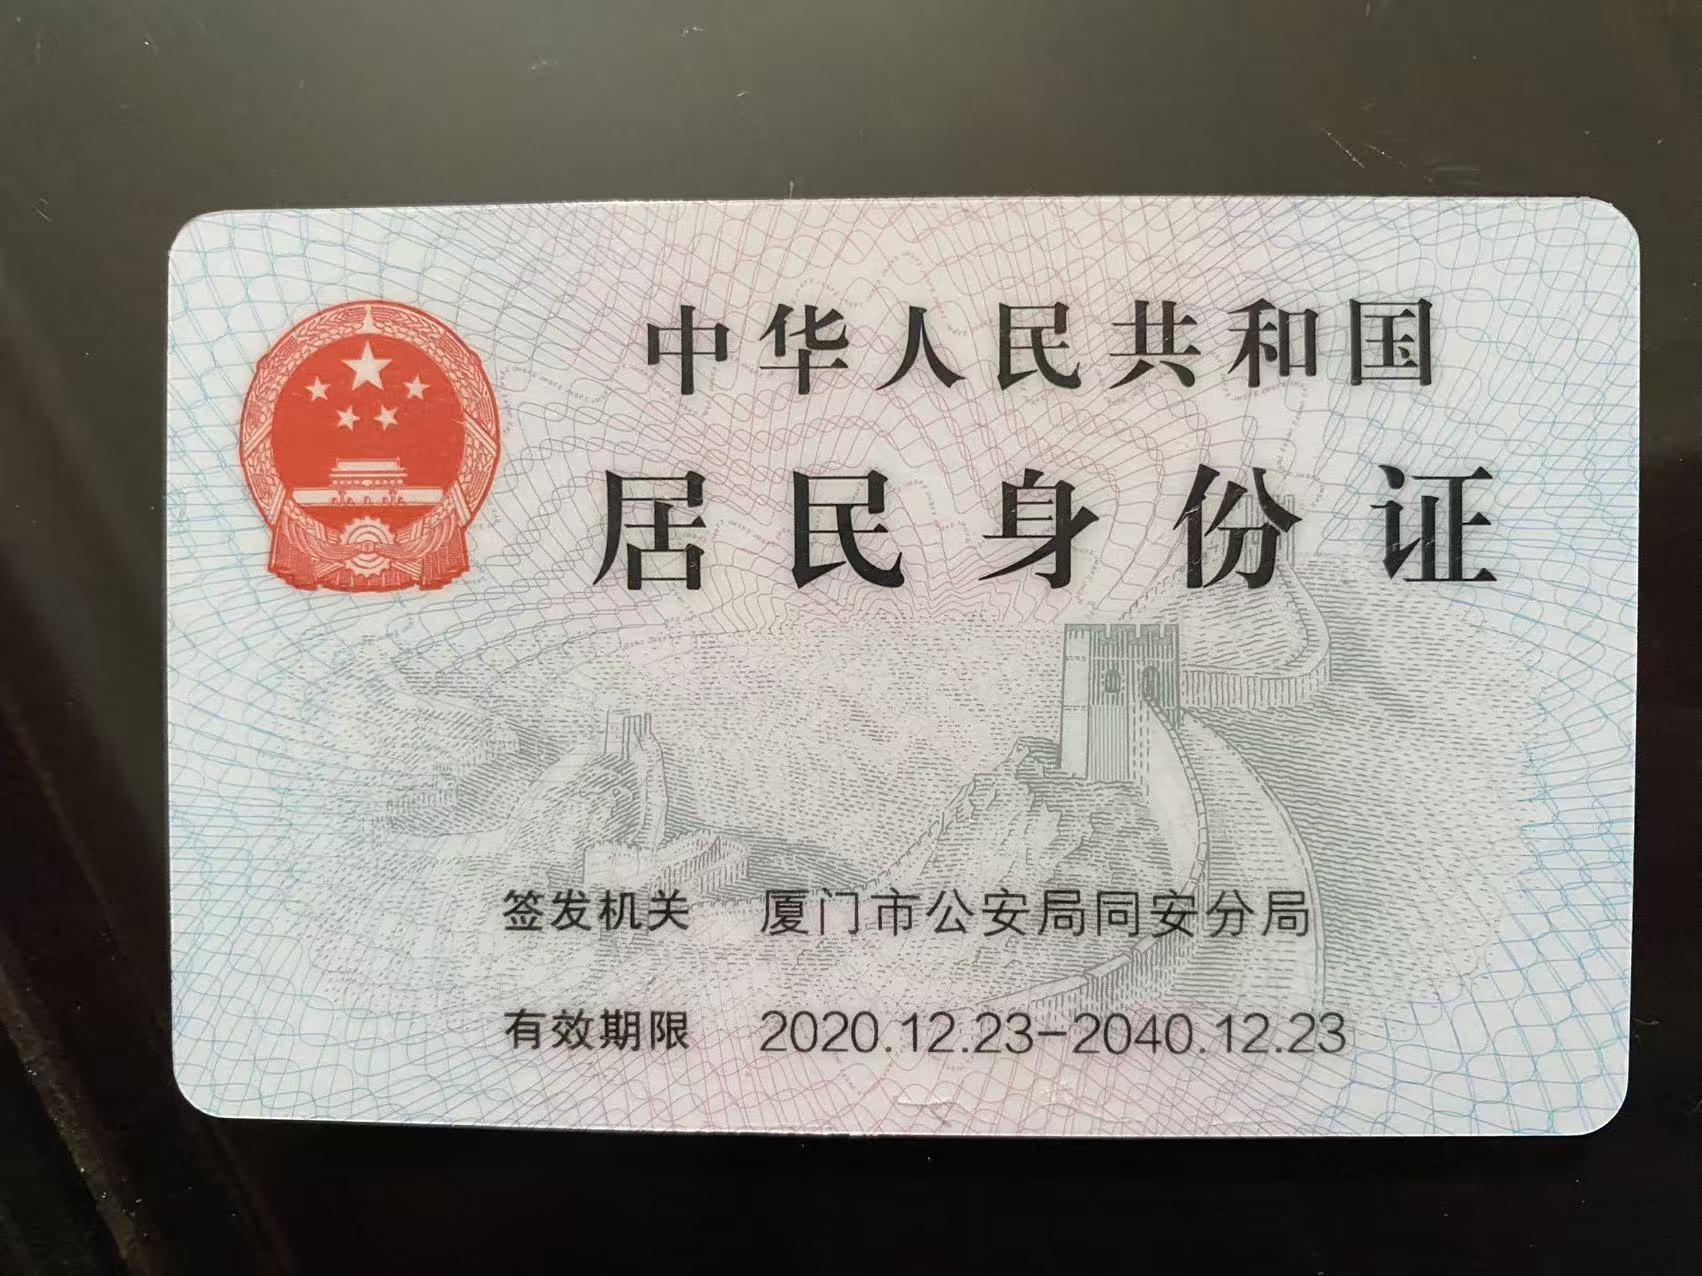 中华人民共和国
居民身份证
签发机关 厦门市公安局同安分局
有效期限 2020.12.23-2040.12.23